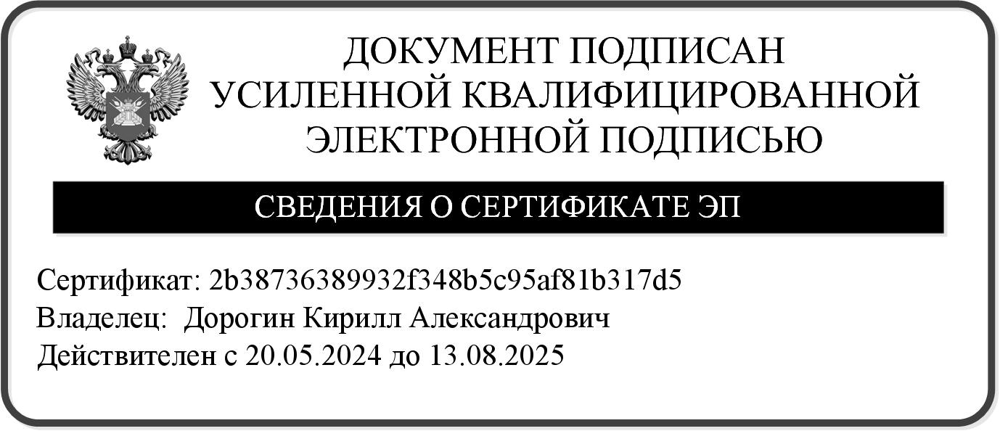 ДОКУМЕНТ ПОДПИСАН
УСИЛЕННОЙ КВАЛИФИЦИРОВАННОЙ
ЭЛЕКТРОННОЙ ПОДПИСЬЮ
СВЕДЕНИЯ О СЕРТИФИКАТЕ ЭП
Сертификат: 2b38736389932f348b5c95af81b317d5
Владелец: Дорогин Кирилл Александрович
Действителен с 20.05.2024 до 13.08.2025